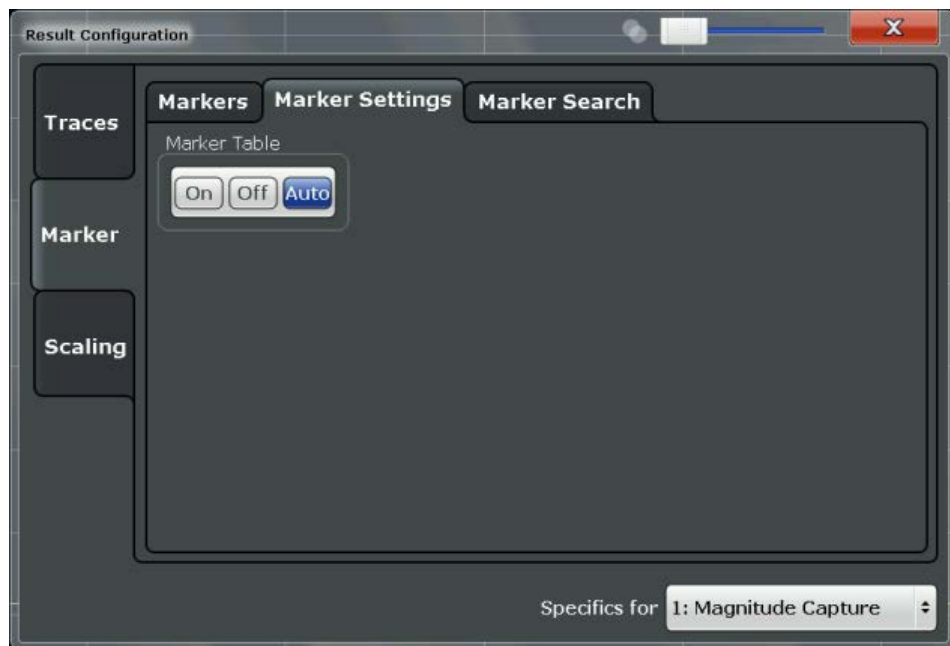 Result Configuration
X
Traces
Marker
Scaling
Markers
Marker Settings
Marker Search
Marker Table
On
Off
Auto
Specifics for
1: Magnitude Capture